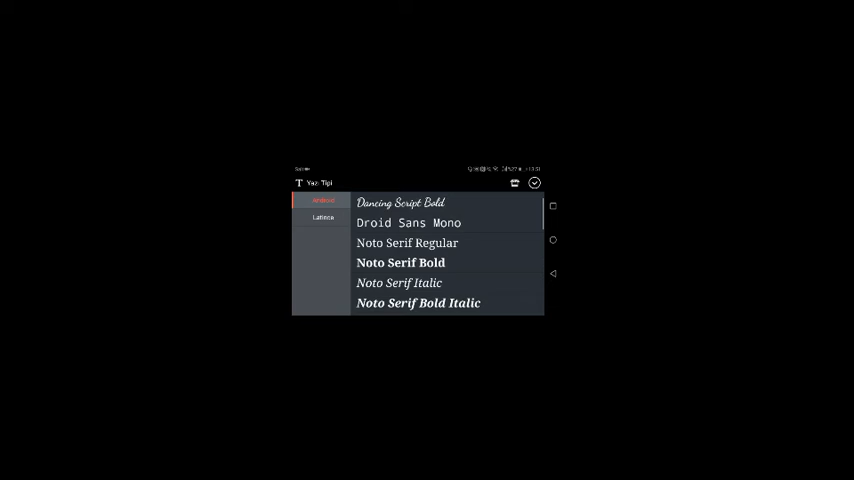 Yazı Tipi
Android
Latince
Dancing Script Bold
Droid Sans Mono
Noto Serif Regular
Noto Serif Bold
Noto Serif Italic
Noto Serif Bold Italic